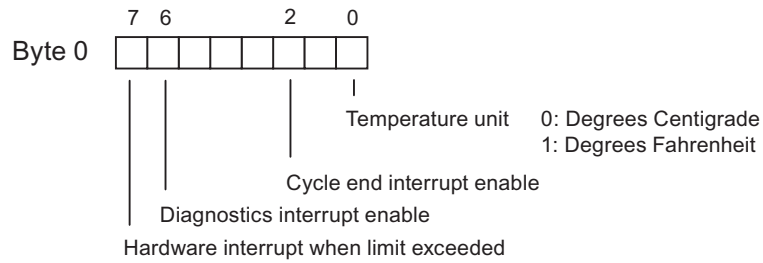 7 6 2 0
Byte 0
Temperature unit 0: Degrees Centigrade
1: Degrees Fahrenheit
Cycle end interrupt enable
Diagnostics interrupt enable
Hardware interrupt when limit exceeded